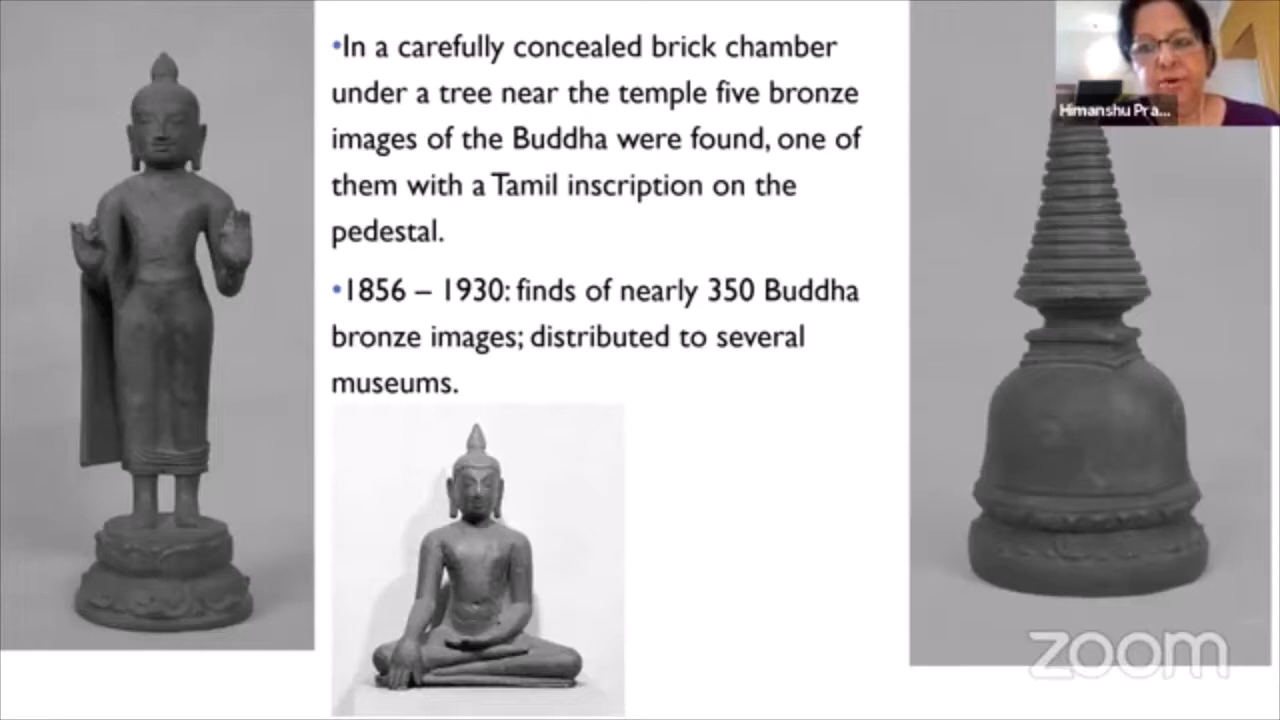 •In a carefully concealed brick chamber
under a tree near the temple five bronze
images of the Buddha were found, one of
them with a Tamil inscription on the
pedestal.
•1856 – 1930: finds of nearly 350 Buddha
bronze images; distributed to several
museums.
Himanshu Pra...
zoom